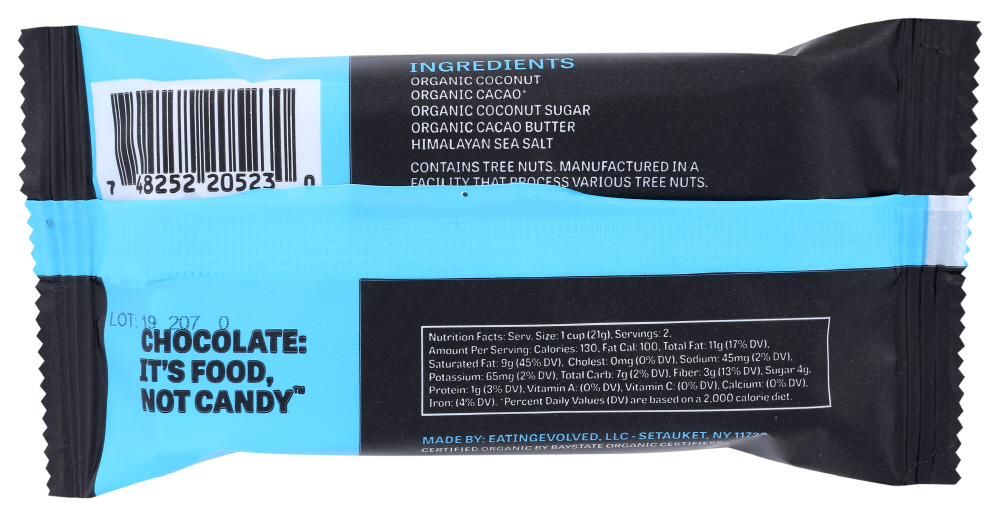 INGREDIENTS
ORGANIC COCONUT
ORGANIC CACAO*
ORGANIC COCONUT SUGAR
ORGANIC CACAO BUTTER
HIMALAYAN SEA SALT
CONTAINS TREE NUTS. MANUFACTURED IN A
FACILITY THAT PROCESS VARIOUS TREE NUTS.
7 48252 20523 0
LOT: 19 207 0
CHOCOLATE:
IT'S FOOD,
NOT CANDY™
Nutrition Facts: Serv. Size: 1 cup (21g), Servings: 2,
Amount Per Serving: Calories: 130, Fat Cal: 100, Total Fat: 11g (17% DV),
Saturated Fat: 9g (45% DV), Cholest: 0mg (0% DV), Sodium: 45mg (2% DV),
Potassium: 65mg (2% DV), Total Carb: 7g (2% DV), Fiber: 3g (13% DV), Sugar 4g,
Protein: 1g (3% DV), Vitamin A: (0% DV), Vitamin C: (0% DV), Calcium: (0% DV),
Iron: (4% DV). *Percent Daily Values (DV) are based on a 2,000 calorie diet.
MADE BY: EATINGEVOLVED, LLC - SETAUKET, NY
CERTIFIED ORGANIC BY BAYSTATE ORGANIC